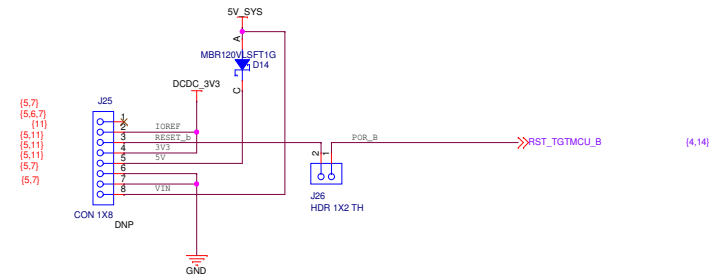 5V_SYS
A
MBR120VLSFT1G
D14
C
DCDC_3V3
{5,7}
{5,6,7}
{11}
{5,11}
{5,11}
{5,11}
{5,7}
{5,7}
J25
1
2 IOREF
3 RESET_b
4 3V3
5 5V
6
7
8 VIN
CON 1X8
DNP
GND
POR_B
2 1
J26
HDR 1X2 TH
RST_TGTMCU_B {4,14}